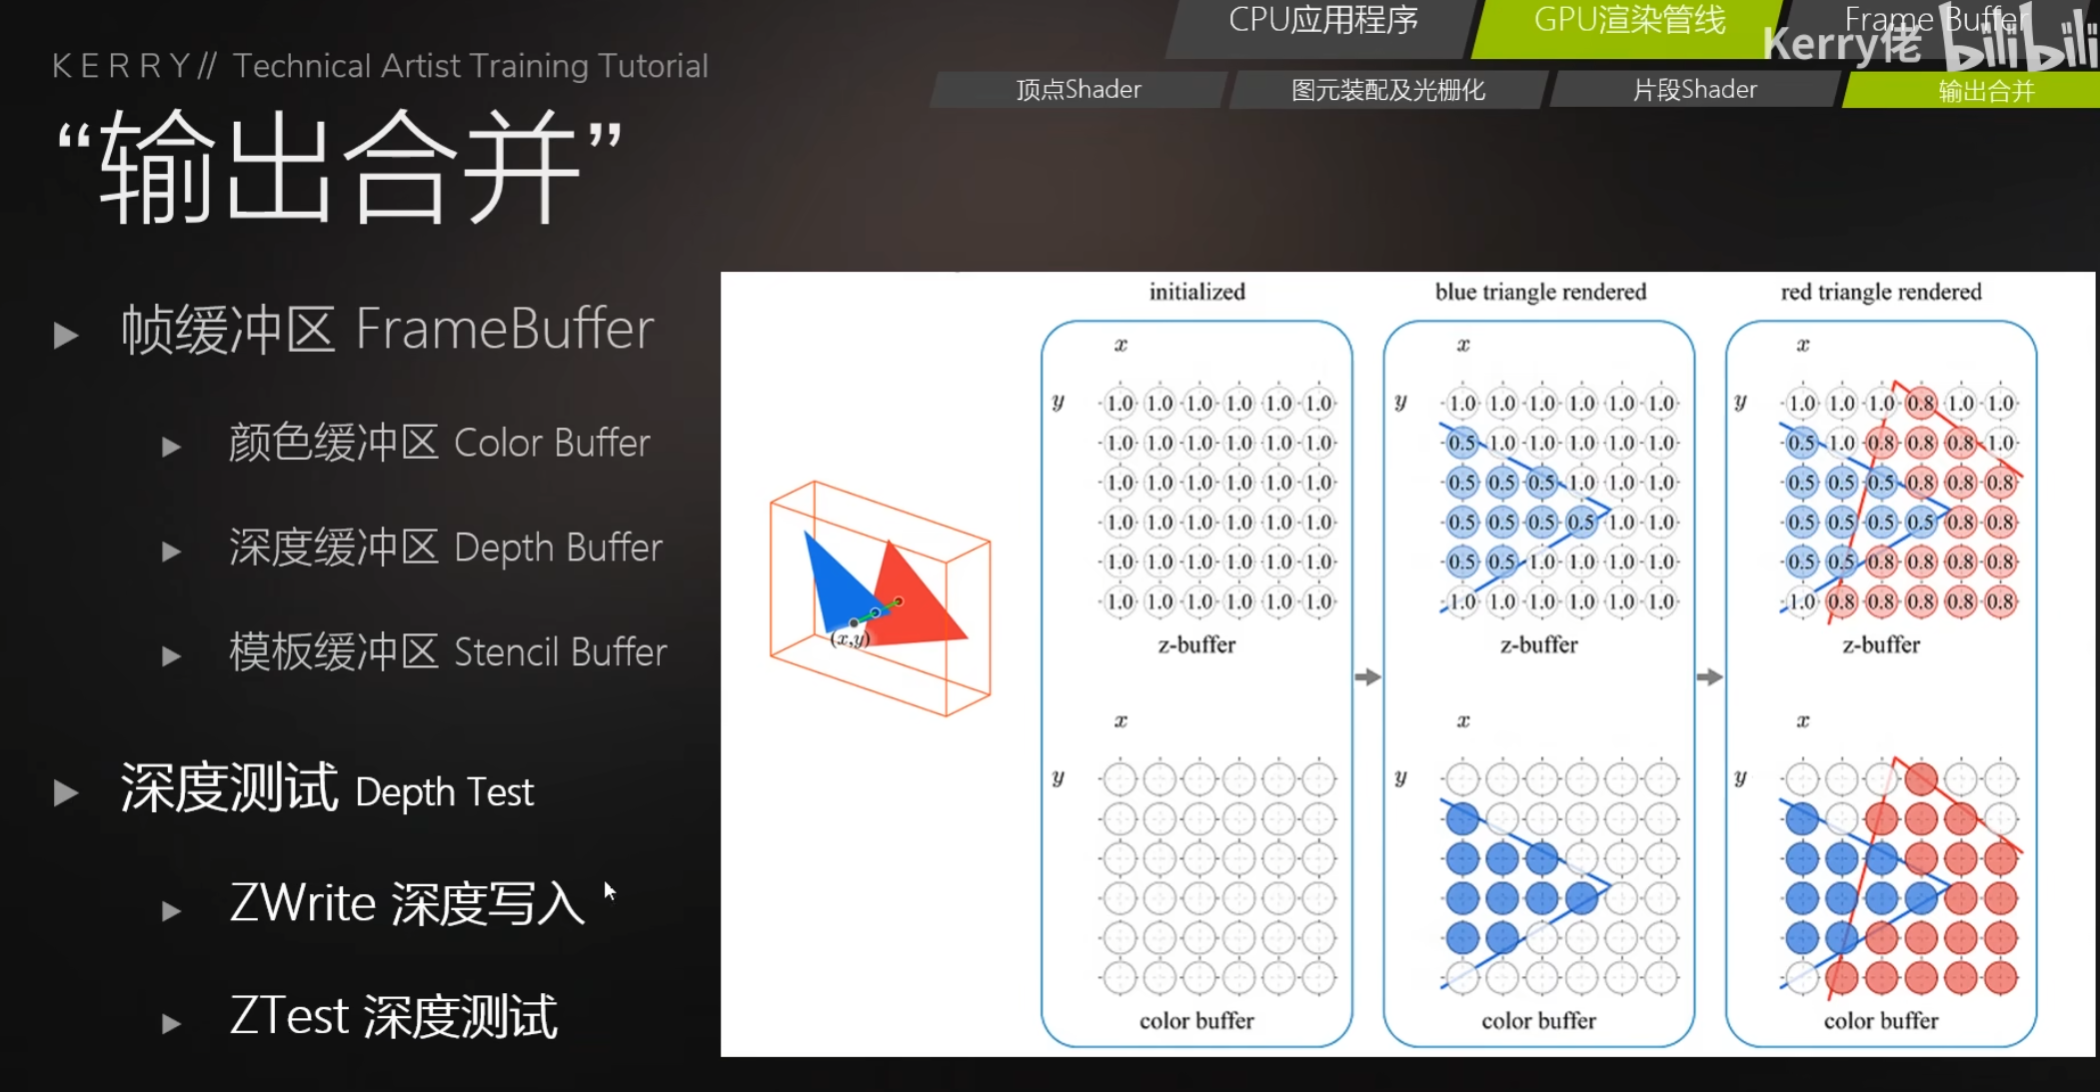 CPU应用程序
GPU渲染管线
Frame Buffer
Kerry佬 bilibili
KERRY// Technical Artist Training Tutorial
顶点Shader
图元装配及光栅化
片段Shader
输出合并
“输出合并”
帧缓冲区 FrameBuffer
颜色缓冲区 Color Buffer
深度缓冲区 Depth Buffer
模板缓冲区 Stencil Buffer
深度测试 Depth Test
ZWrite 深度写入
ZTest 深度测试
(x,y)
initialized
x
y
1.0 1.0 1.0 1.0 1.0 1.0
1.0 1.0 1.0 1.0 1.0 1.0
1.0 1.0 1.0 1.0 1.0 1.0
1.0 1.0 1.0 1.0 1.0 1.0
1.0 1.0 1.0 1.0 1.0 1.0
1.0 1.0 1.0 1.0 1.0 1.0
z-buffer
x
y
color buffer
blue triangle rendered
x
y
1.0 1.0 1.0 1.0 1.0 1.0
0.5 1.0 1.0 1.0 1.0 1.0
0.5 0.5 0.5 1.0 1.0 1.0
0.5 0.5 0.5 0.5 1.0 1.0
0.5 0.5 1.0 1.0 1.0 1.0
1.0 1.0 1.0 1.0 1.0 1.0
z-buffer
x
y
color buffer
red triangle rendered
x
y
1.0 1.0 1.0 0.8 1.0 1.0
0.5 1.0 0.8 0.8 0.8 1.0
0.5 0.5 0.5 0.8 0.8 0.8
0.5 0.5 0.5 0.5 0.8 0.8
0.5 0.5 0.8 0.8 0.8 0.8
1.0 0.8 0.8 0.8 0.8 0.8
z-buffer
x
y
color buffer